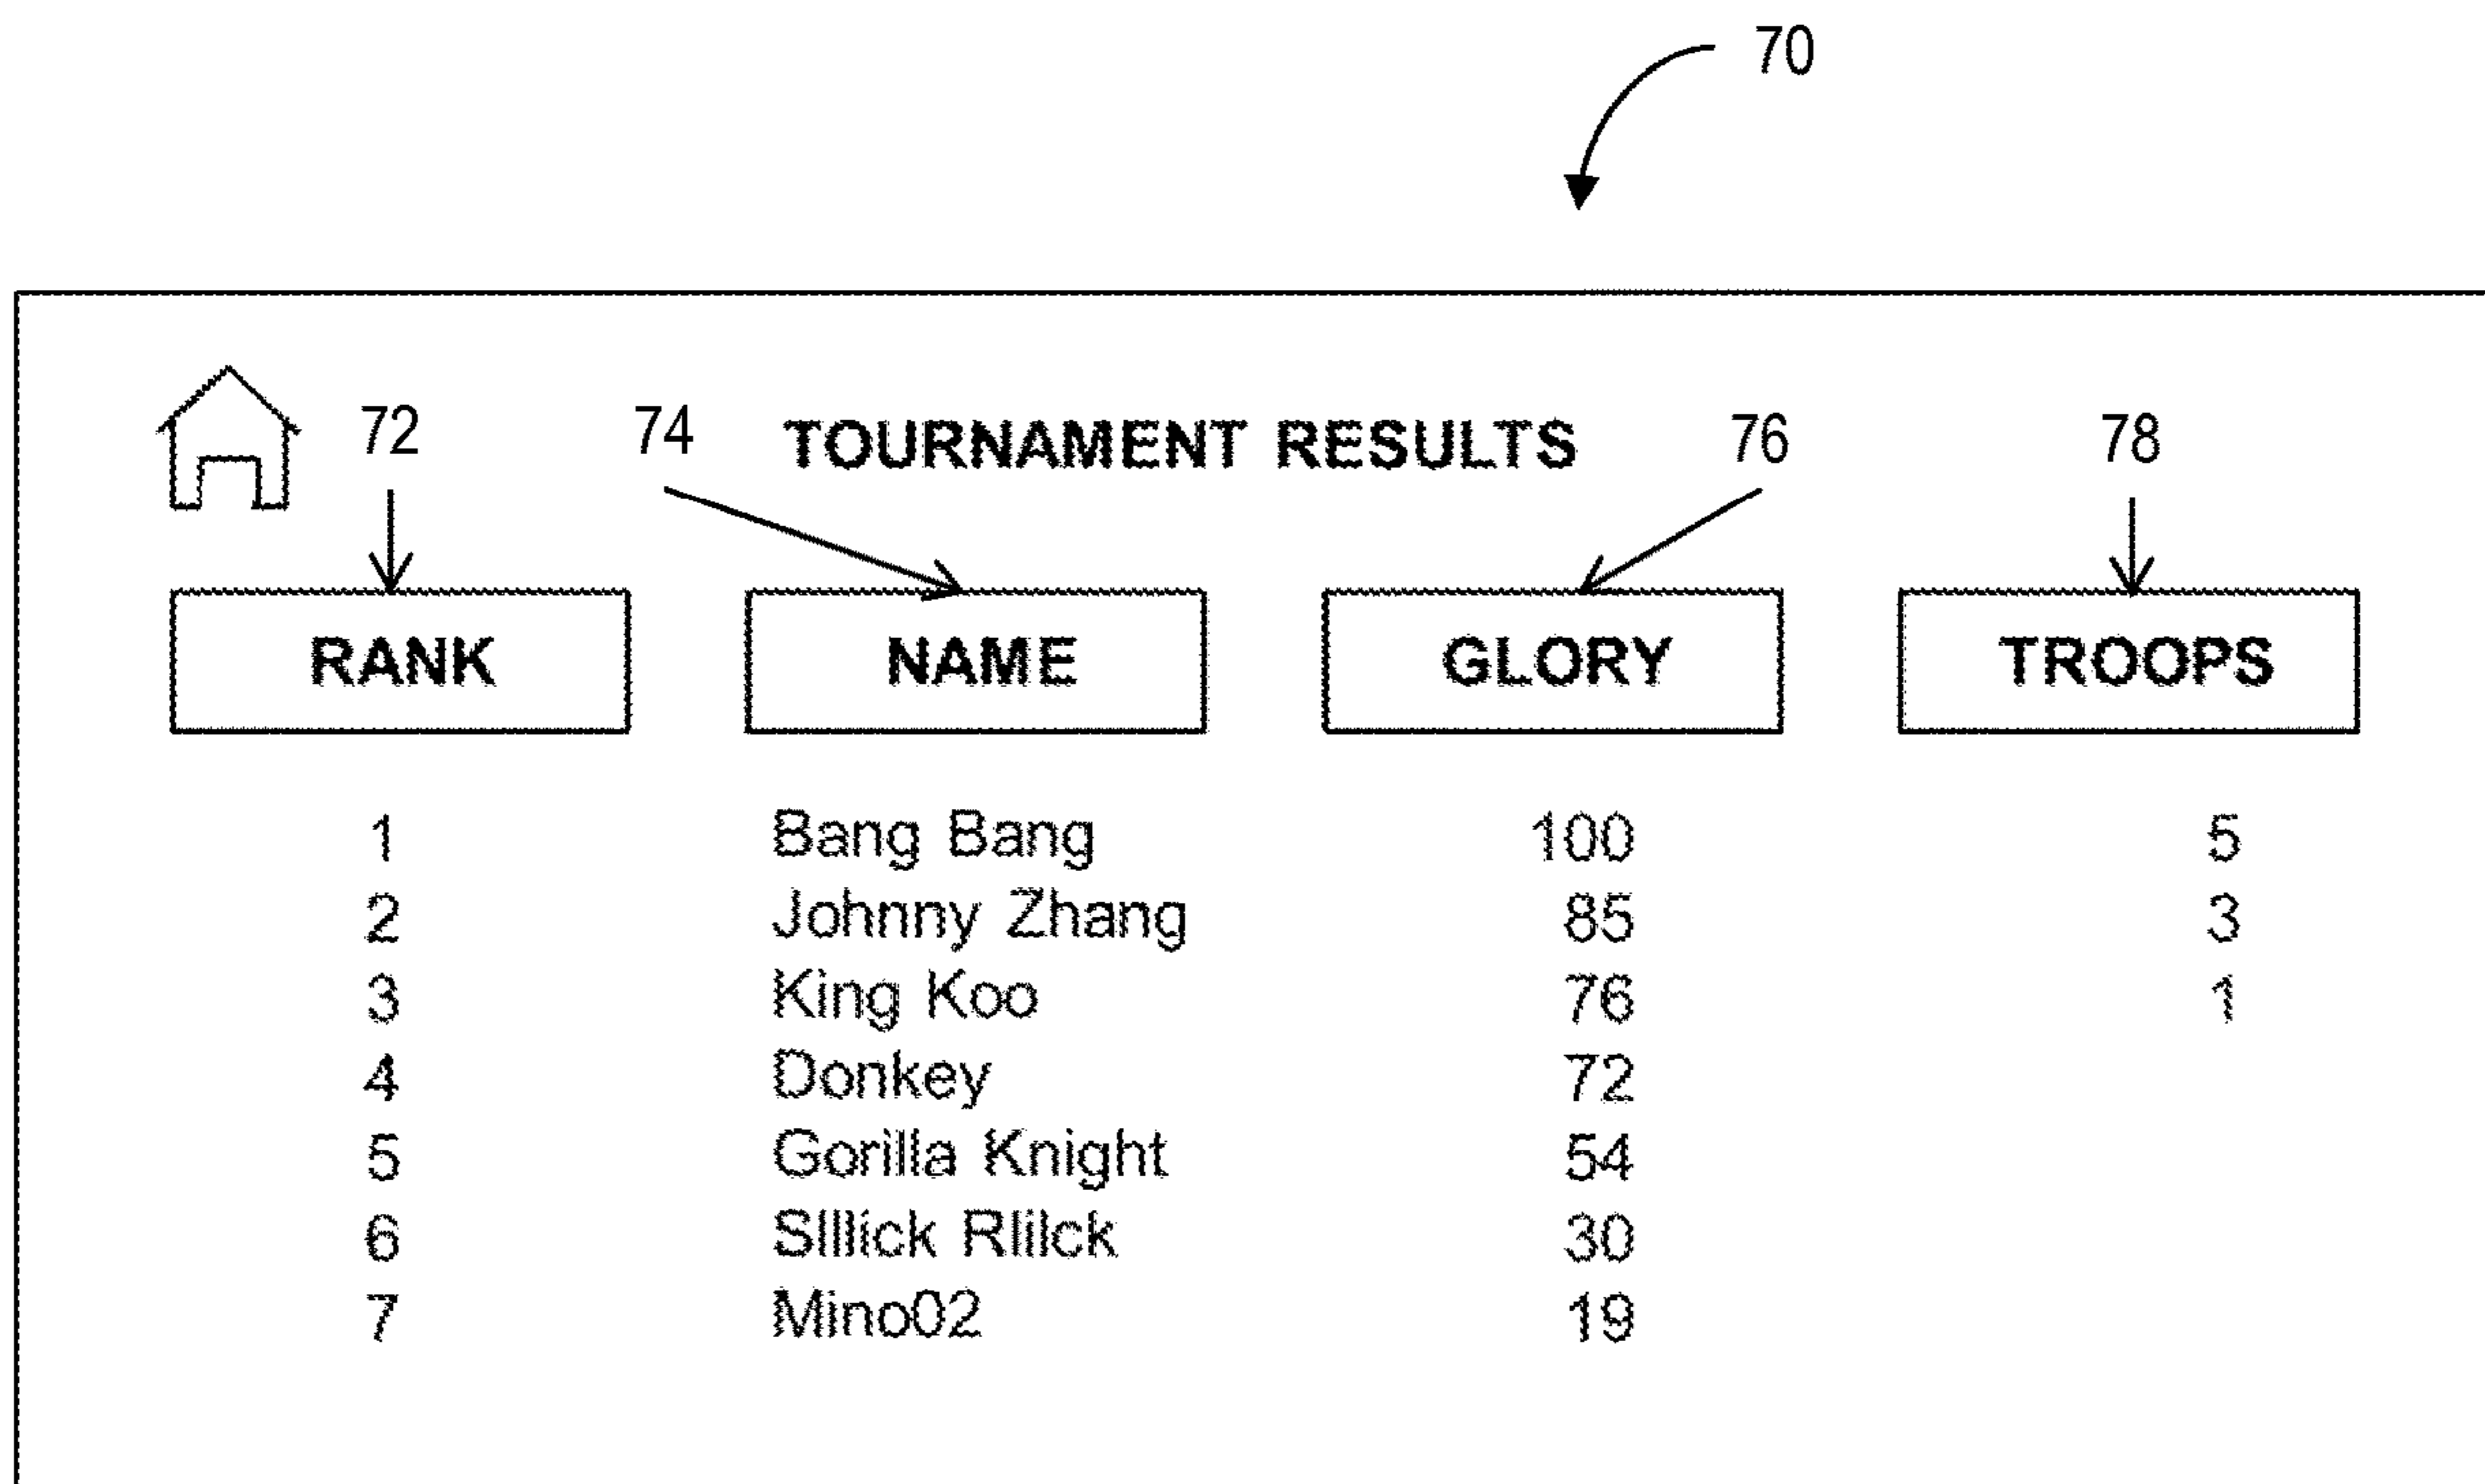 70
72 74 TOURNAMENT RESULTS 76 78
RANK NAME GLORY TROOPS
1 Bang Bang 100 5
2 Johnny Zhang 85 3
3 King Koo 76 1
4 Donkey 72
5 Gorilla Knight 54
6 Slllick Rlilck 30
7 Mino02 19